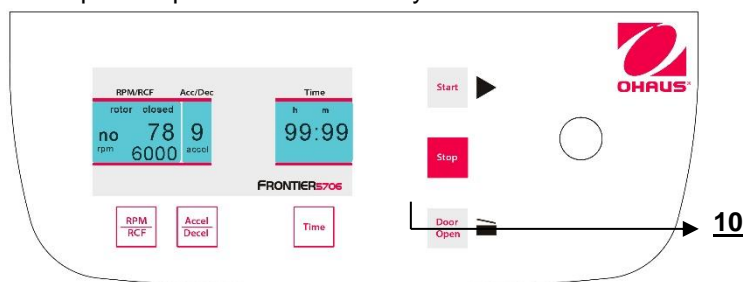 RPM/RCF Acc/Dec Time
rotor closed h m
no 78 9 99:99
rpm 6000 accel
FRONTIER5706
RPM
RCF
Accel
Decel
Time
Start
Stop
Door
Open
OHAUS®
10